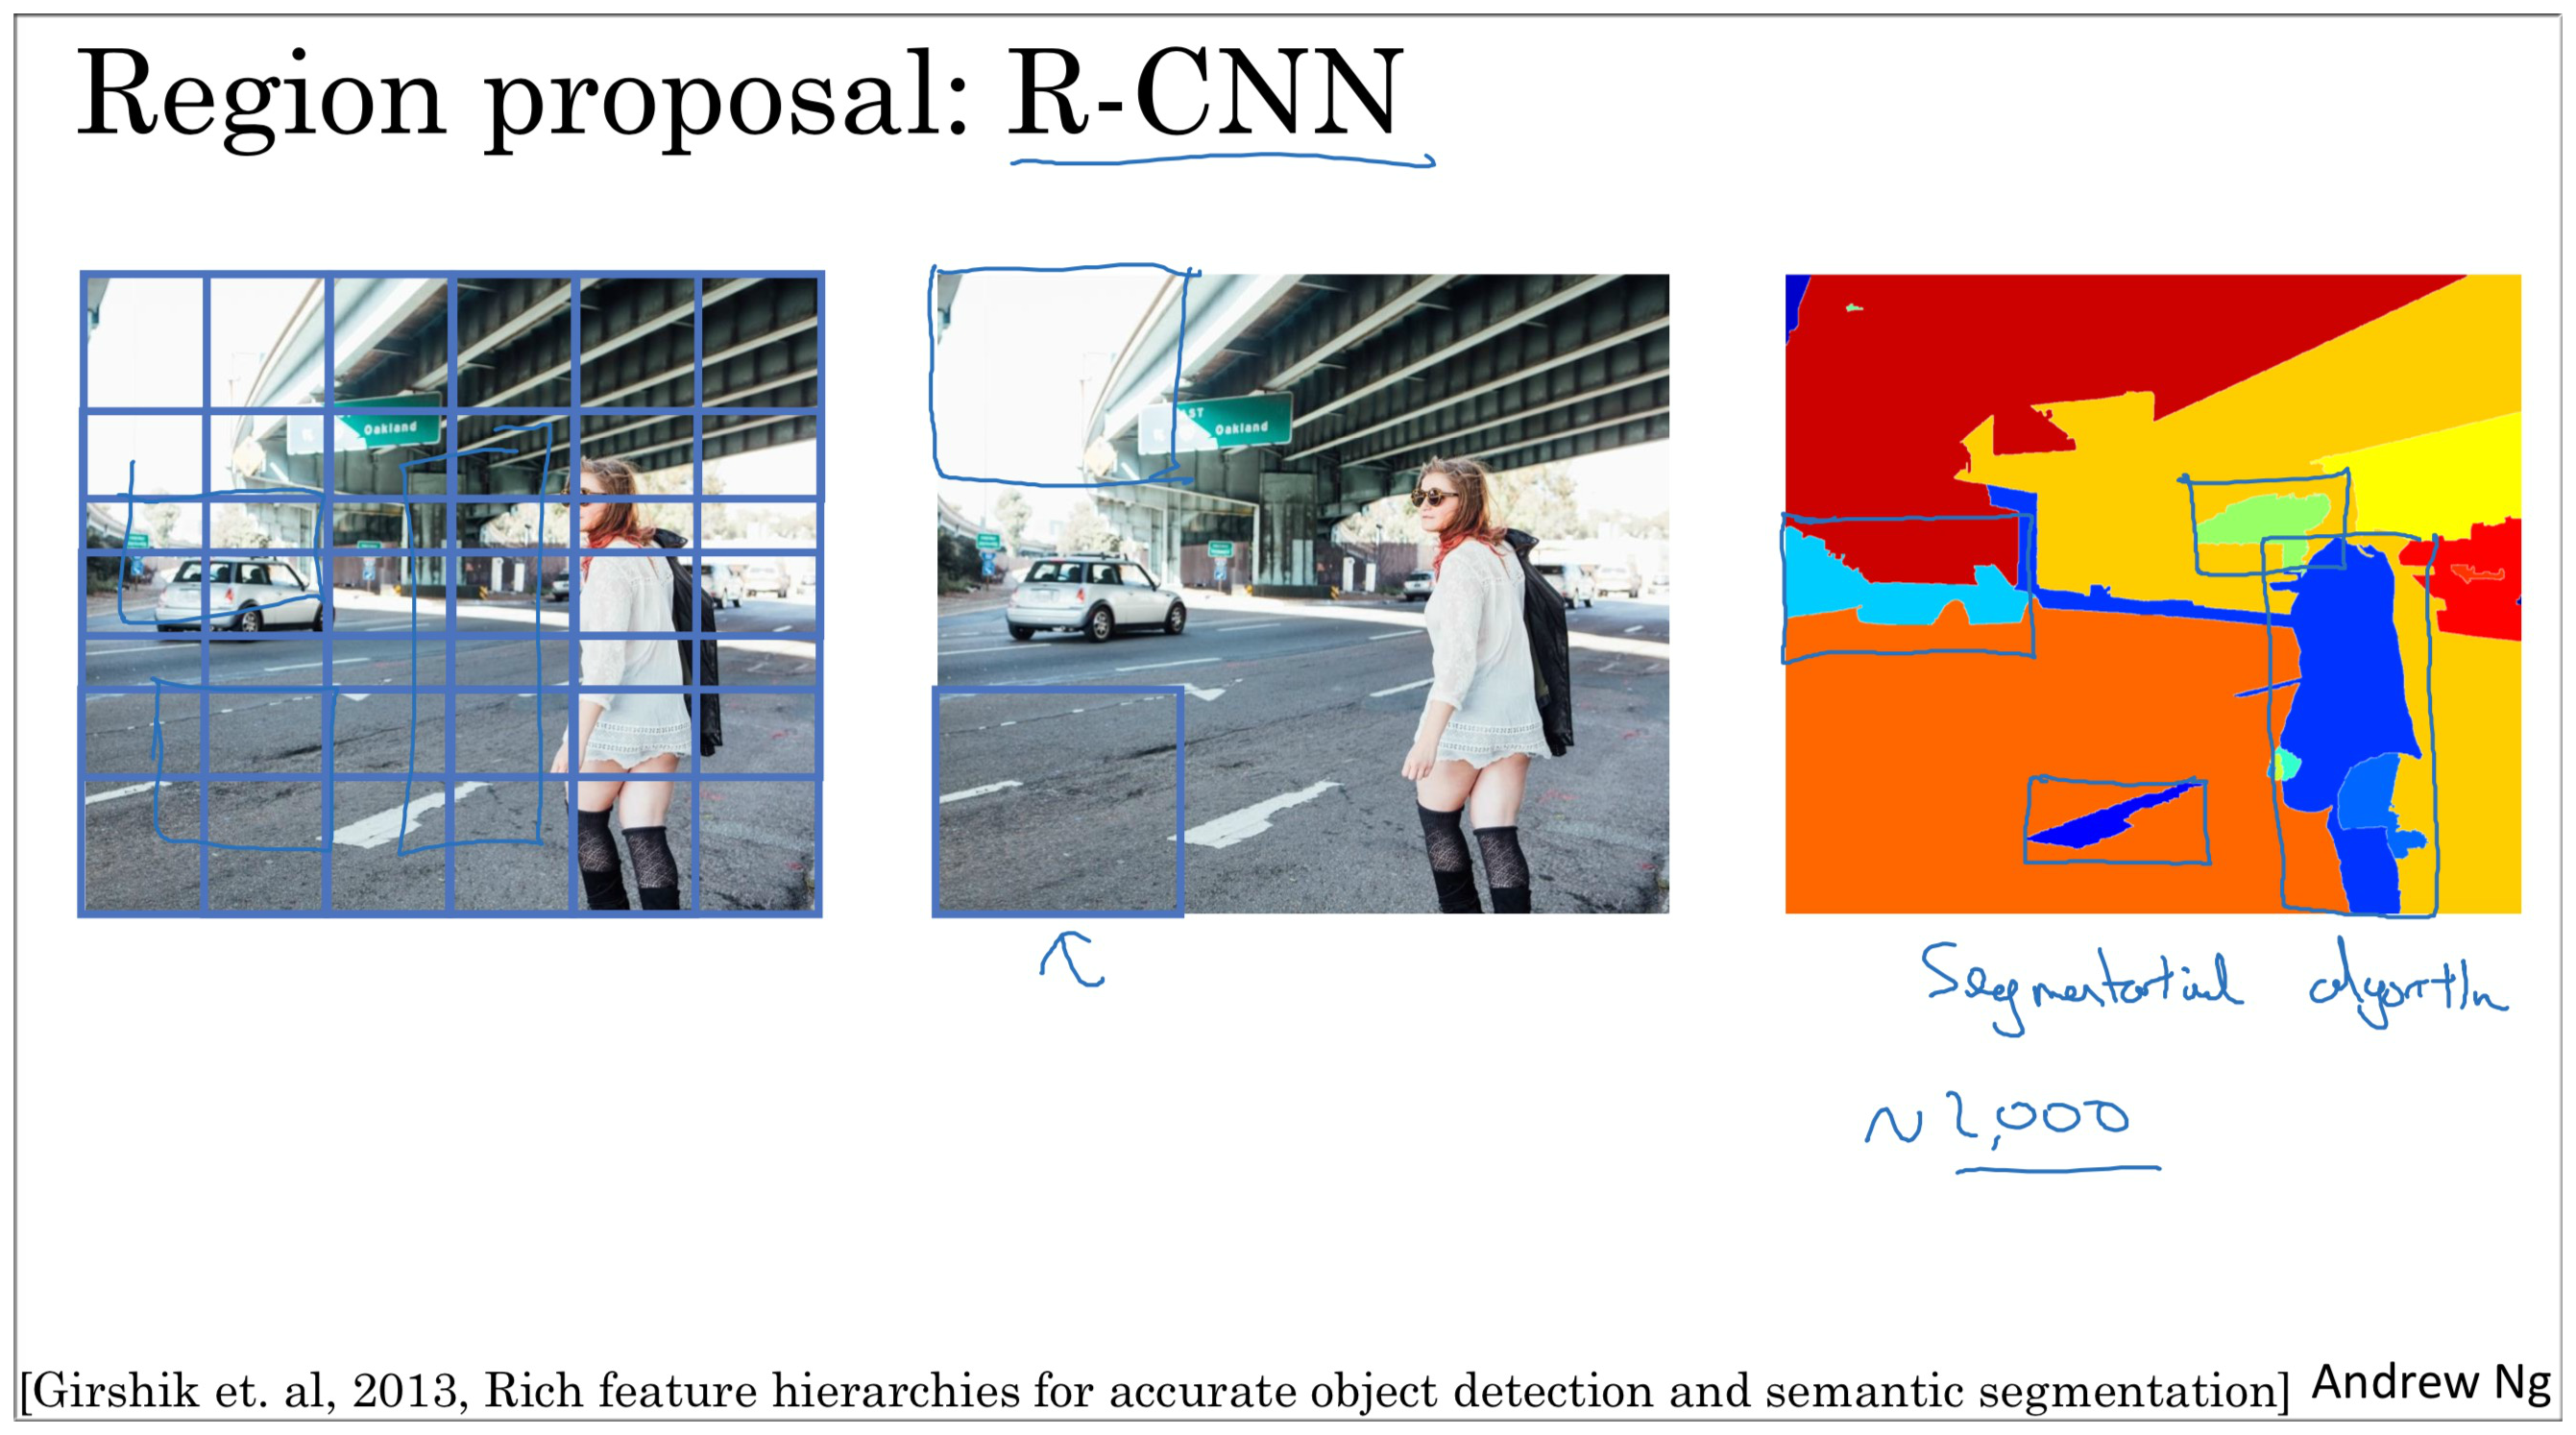 Region proposal: R-CNN
Oakland
AST
Oakland
Segmentation algorithm
~2,000
[Girshik et. al, 2013, Rich feature hierarchies for accurate object detection and semantic segmentation] Andrew Ng